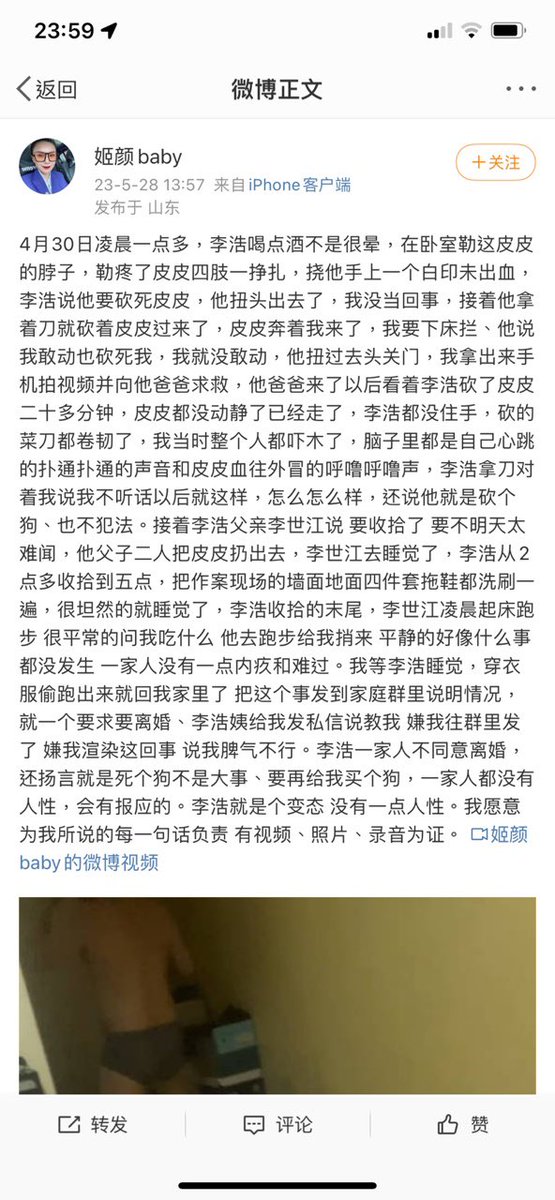 23:59
返回
微博正文
姬颜baby
23-5-28 13:57 来自iPhone客户端
发布于 山东
+关注
4月30日凌晨一点多，李浩喝点酒不是很晕，在卧室勒这皮皮
的脖子，勒疼了皮皮四肢一挣扎，挠他手上一个白印未出血，
李浩说他要砍死皮皮，他扭头出去了，我没当回事，接着他拿
着刀就砍着皮皮过来了，皮皮奔着我来了，我要下床拦、他说
我敢动也砍死我，我就没敢动，他扭过去头关门，我拿出来手
机拍视频并向他爸爸求救，他爸爸来了以后看着李浩砍了皮皮
二十多分钟，皮皮都没动静了已经走了，李浩都没住手，砍的
菜刀都卷韧了，我当时整个人都吓木了，脑子里都是自己心跳
的扑通扑通的声音和皮皮血往外冒的呼噜呼噜声，李浩拿刀对
着我说我不听话以后就这样，怎么怎么样，还说他就是砍个
狗、也不犯法。接着李浩父亲李世江说 要收拾了 要不明天太
难闻，他父子二人把皮皮扔出去，李世江去睡觉了，李浩从2
点多收拾到五点，把作案现场的墙面地面四件套拖鞋都洗刷一
遍，很坦然的就睡觉了，李浩收拾的末尾，李世江凌晨起床跑
步 很平常的问我吃什么 他去跑步给我捎来 平静的好像什么事
都没发生 一家人没有一点内疚和难过。我等李浩睡觉，穿衣
服偷跑出来就回我家里了 把这个事发到家庭群里说明情况，
就一个要求要离婚、李浩姨给我发私信说教我 嫌我往群里发
了 嫌我渲染这回事 说我脾气不行。李浩一家人不同意离婚，
还扬言就是死个狗不是大事、要再给我买个狗，一家人都没有
人性，会有报应的。李浩就是个变态 没有一点人性。我愿意
为我所说的每一句话负责 有视频、照片、录音为证。 姬颜
baby的微博视频
转发
评论
赞